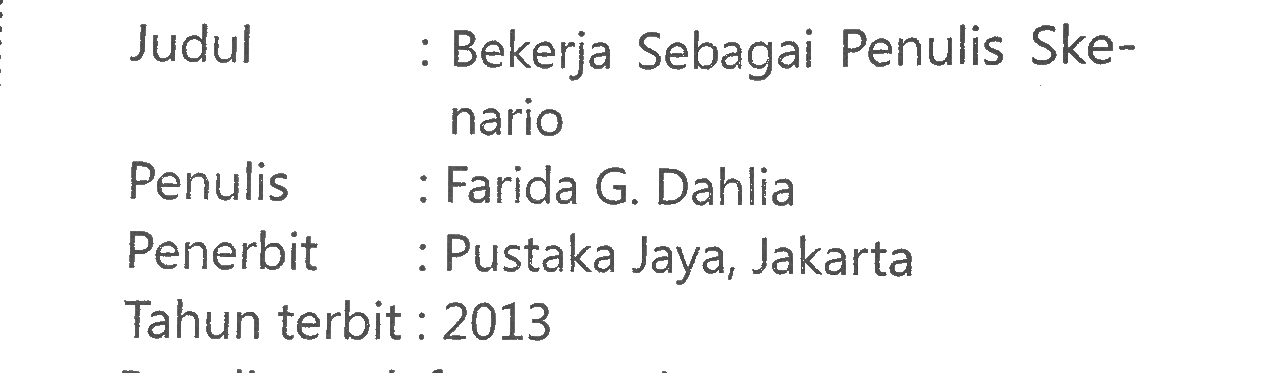 Judul : Bekerja Sebagai Penulis Ske-
nario
Penulis : Farida G. Dahlia
Penerbit : Pustaka Jaya, Jakarta
Tahun terbit : 2013